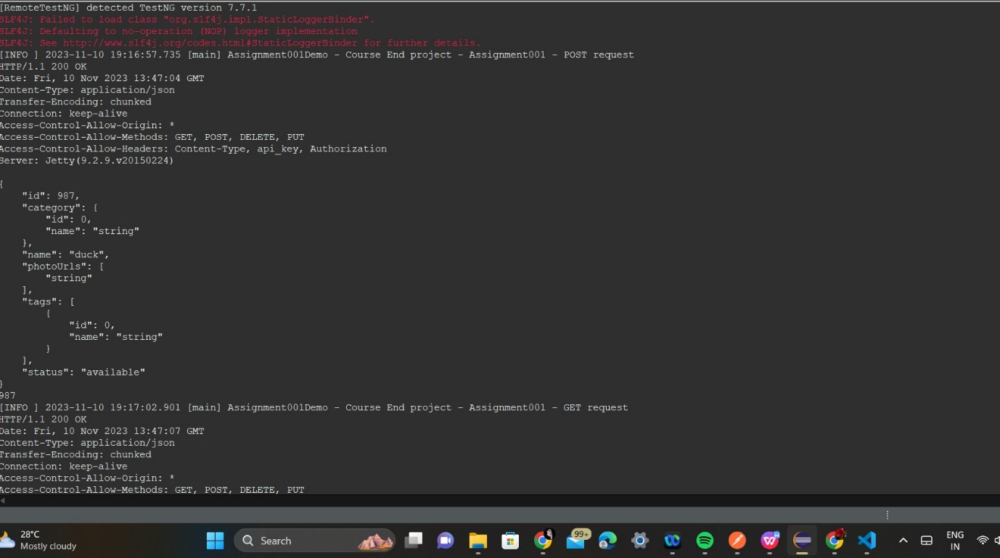 [RemoteTestNG] detected TestNG version 7.7.1
SLF4J: Failed to load class "org.slf4j.impl.StaticLoggerBinder".
SLF4J: Defaulting to no-operation (NOP) logger implementation
SLF4J: See http://www.slf4j.org/codes.html#StaticLoggerBinder for further details.
[INFO ] 2023-11-10 19:16:57.735 [main] Assignment001Demo - Course End project - Assignment001 - POST request
HTTP/1.1 200 OK
Date: Fri, 10 Nov 2023 13:47:04 GMT
Content-Type: application/json
Transfer-Encoding: chunked
Connection: keep-alive
Access-Control-Allow-Origin: *
Access-Control-Allow-Methods: GET, POST, DELETE, PUT
Access-Control-Allow-Headers: Content-Type, api_key, Authorization
Server: Jetty(9.2.9.v20150224)
{
    "id": 987,
    "category": {
        "id": 0,
        "name": "string"
    },
    "name": "duck",
    "photoUrls": [
        "string"
    ],
    "tags": [
        {
            "id": 0,
            "name": "string"
        }
    ],
    "status": "available"
}
987
[INFO ] 2023-11-10 19:17:02.901 [main] Assignment001Demo - Course End project - Assignment001 - GET request
HTTP/1.1 200 OK
Date: Fri, 10 Nov 2023 13:47:07 GMT
Content-Type: application/json
Transfer-Encoding: chunked
Connection: keep-alive
Access-Control-Allow-Origin: *
Access-Control-Allow-Methods: GET, POST, DELETE, PUT
28°C
Mostly cloudy
Search
99+
ENG
IN